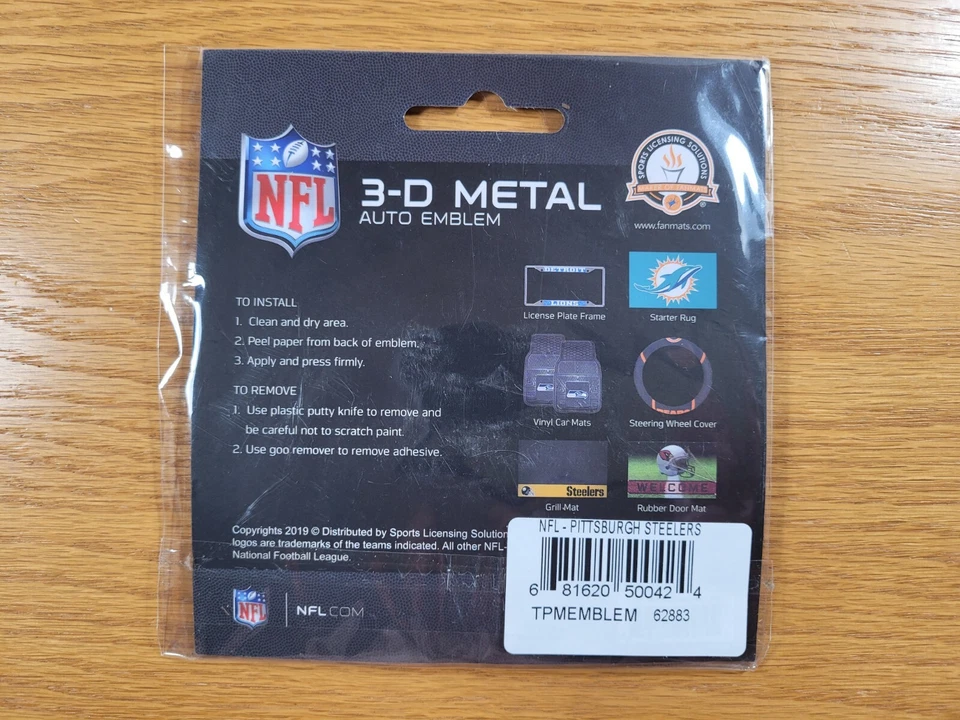 NFL
3-D METAL
AUTO EMBLEM
SPORTS LICENSING SOLUTIONS
www.fanmats.com
TO INSTALL
1. Clean and dry area.
2. Peel paper from back of emblem.
3. Apply and press firmly.
TO REMOVE
1. Use plastic putty knife to remove and
be careful not to scratch paint.
2. Use goo remover to remove adhesive.
DETROIT
LIONS
License Plate Frame
Starter Rug
Vinyl Car Mats
BEARS
Steering Wheel Cover
Steelers
Grill Mat
WELCOME
Rubber Door Mat
Copyrights 2019 © Distributed by Sports Licensing
logos are trademarks of the teams indicated. All other NFL-
National Football League.
NFL
NFL.COM
NFL - PITTSBURGH STEELERS
6 81620 50042 4
TPMEMBLEM 62883